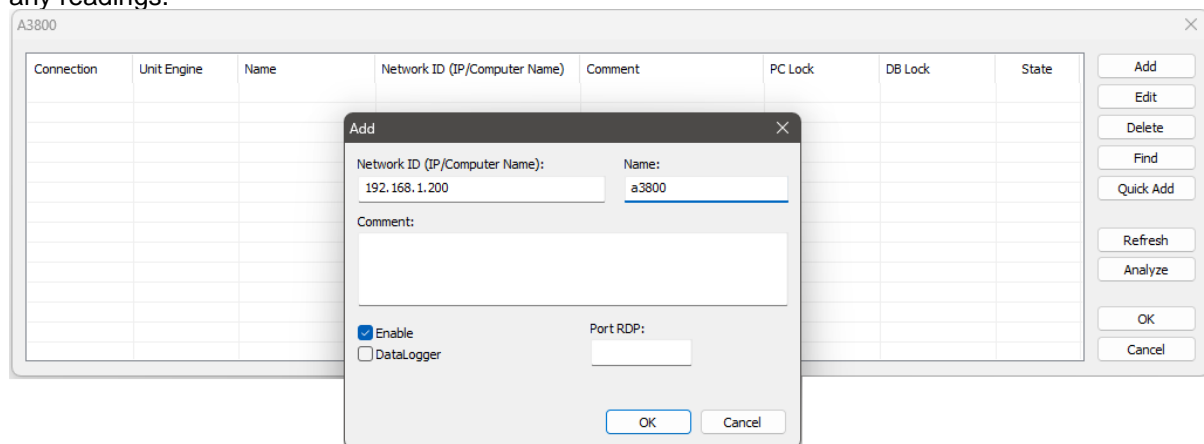 any readings.
A3800
Connection Unit Engine Name Network ID (IP/Computer Name) Comment PC Lock DB Lock State
Add
Edit
Delete
Find
Quick Add
Refresh
Analyze
OK
Cancel
Add
Network ID (IP/Computer Name): Name:
192.168.1.200 a3800
Comment:
Enable Port RDP:
DataLogger
OK Cancel